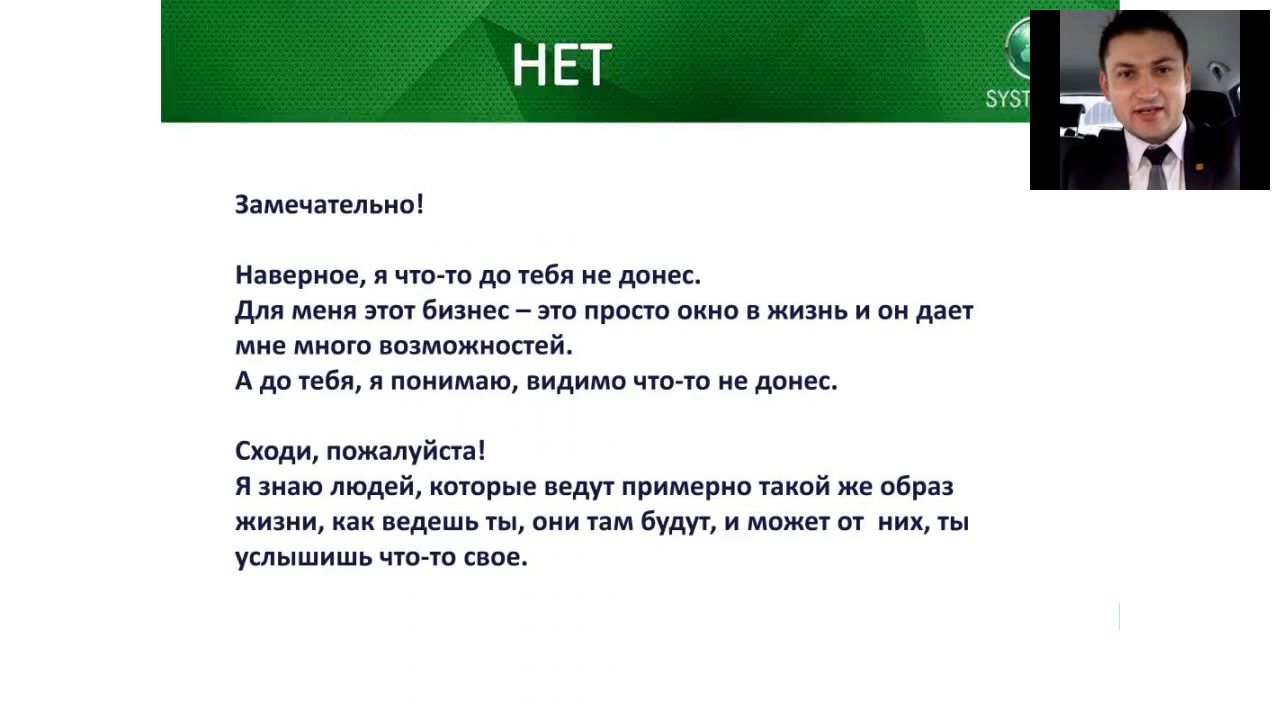 НЕТ
SYST
Замечательно!
Наверное, я что-то до тебя не донес.
Для меня этот бизнес – это просто окно в жизнь и он дает
мне много возможностей.
А до тебя, я понимаю, видимо что-то не донес.
Сходи, пожалуйста!
Я знаю людей, которые ведут примерно такой же образ
жизни, как ведешь ты, они там будут, и может от  них, ты
услышишь что-то свое.